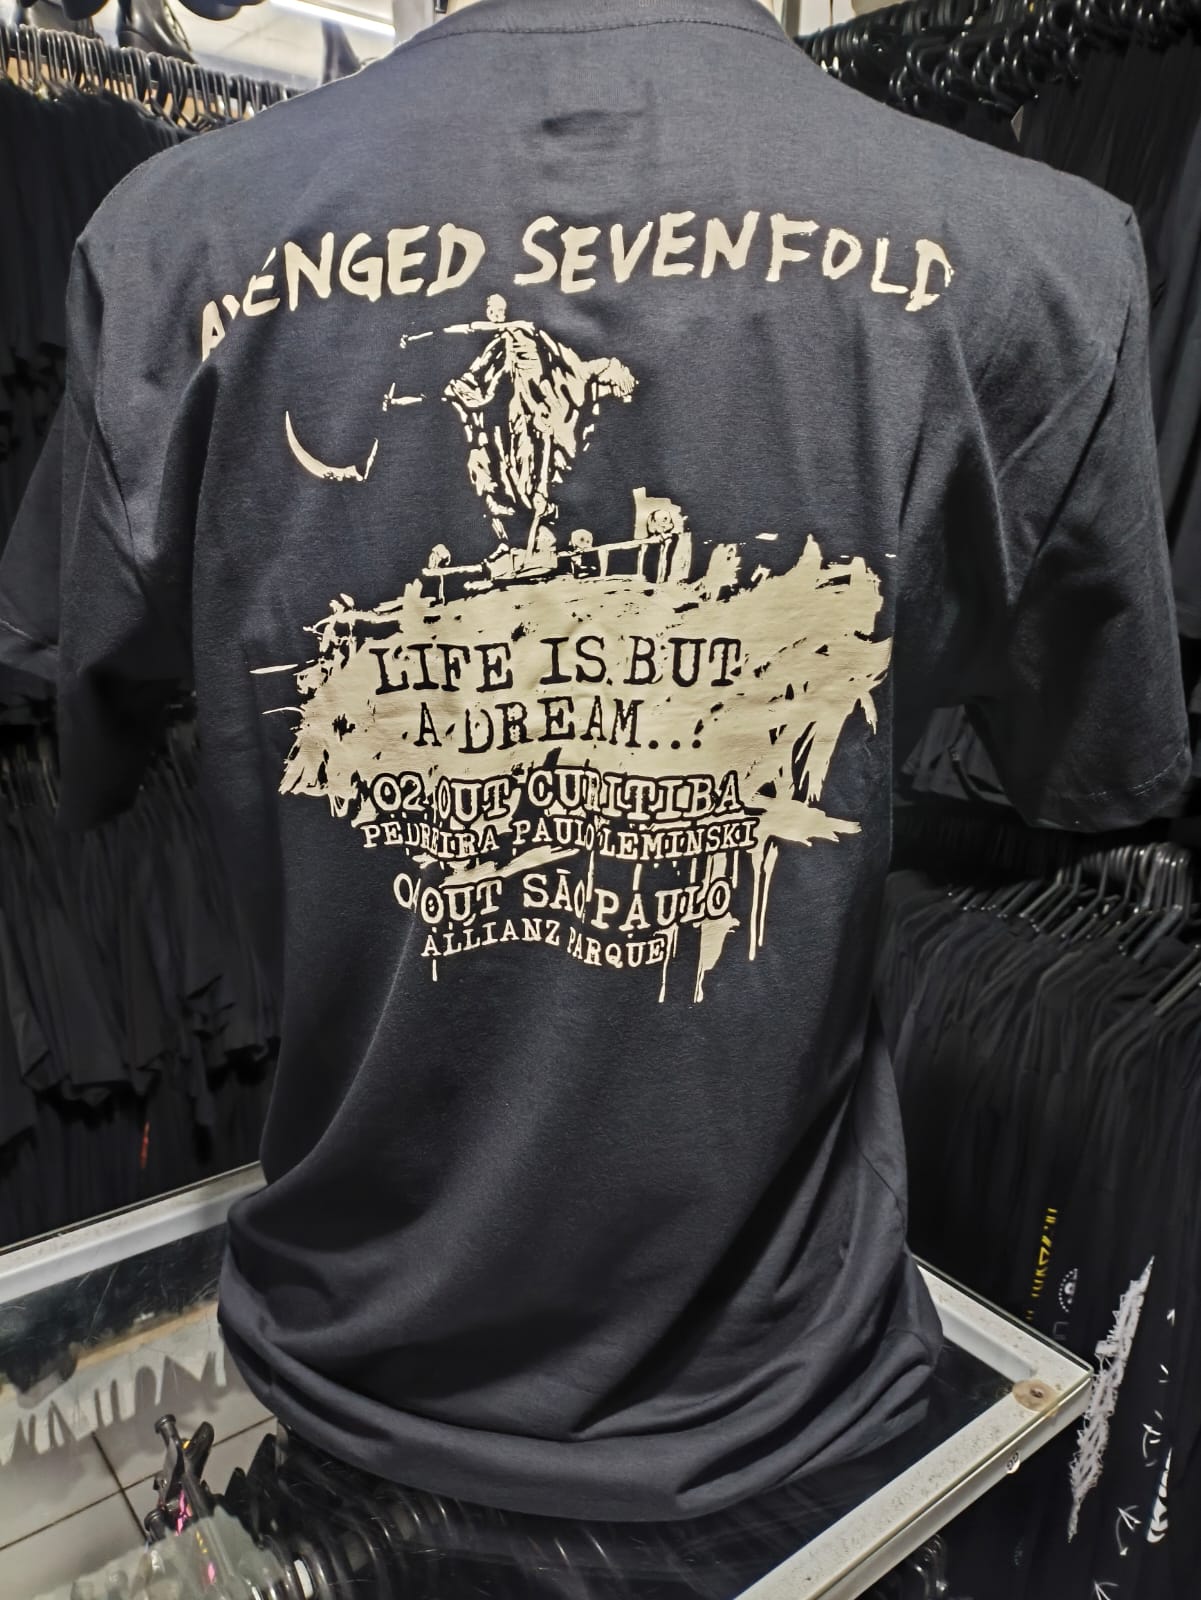 AVENGED SEVENFOLD
LIFE IS BUT
A DREAM...
02 OUT CURITIBA
PEDREIRA PAULO LEMINSKI
OUT SÃO PAULO
ALLIANZ PARQUE